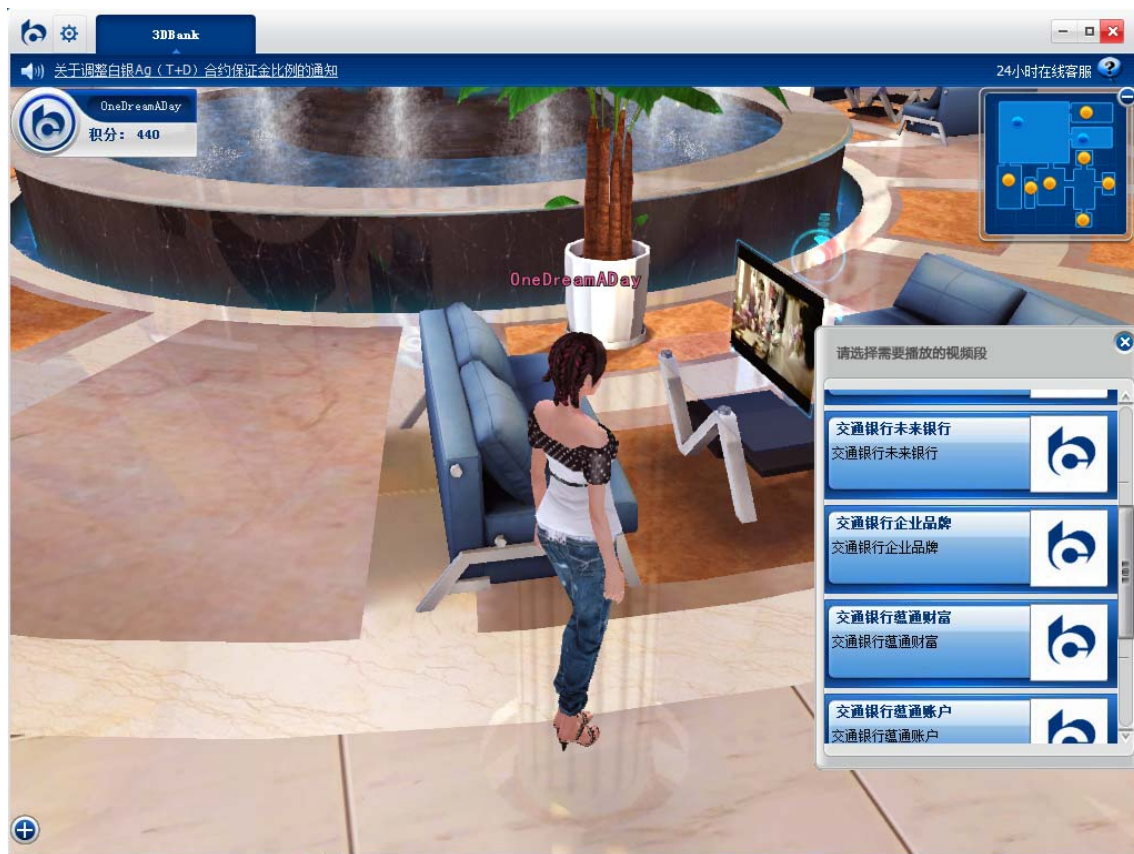 3DBank
关于调整白银Ag(T+D)合约保证金比例的通知
24小时在线客服
OneDreamADay
积分: 440
OneDreamADay
请选择需要播放的视频段
交通银行未来银行
交通银行未来银行
交通银行企业品牌
交通银行企业品牌
交通银行蕴通财富
交通银行蕴通财富
交通银行蕴通账户
交通银行蕴通账户